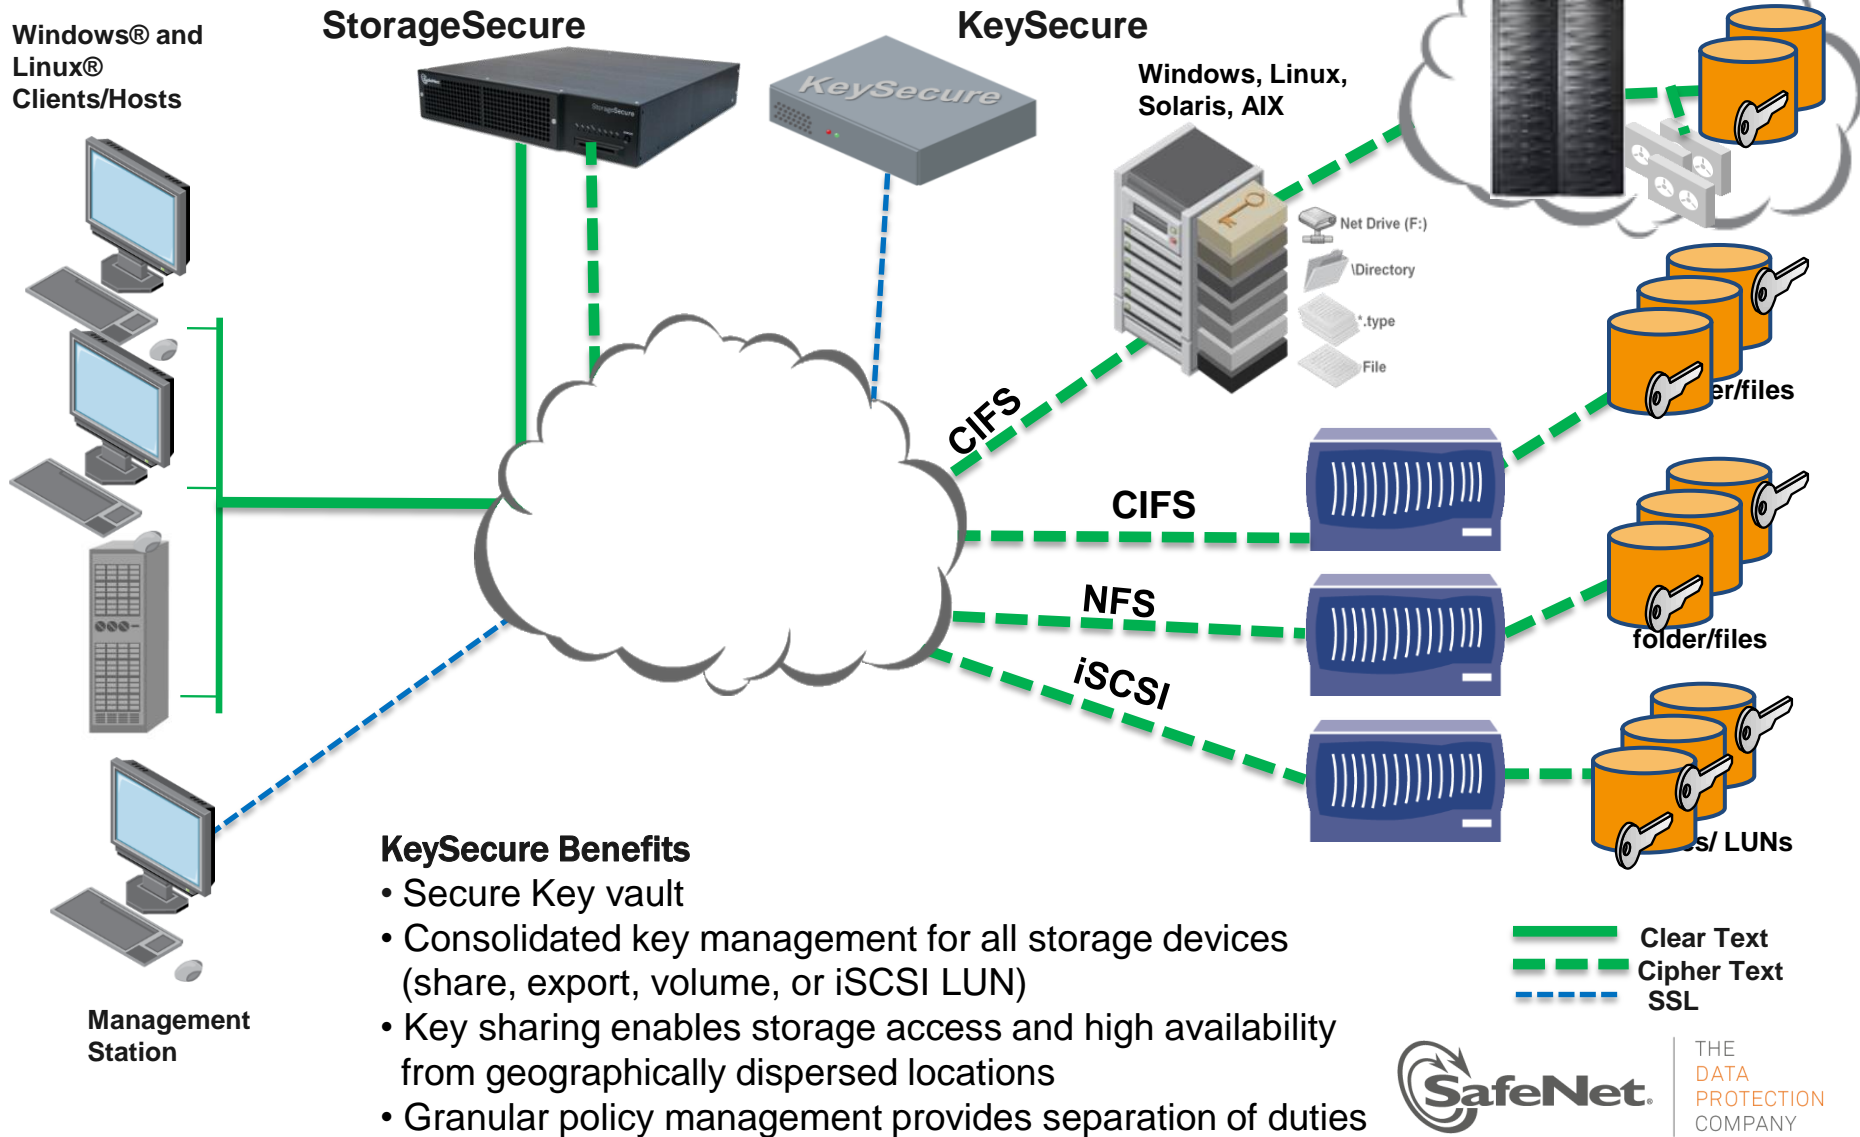 Windows® and
Linux®
Clients/Hosts
StorageSecure
KeySecure
StorageSecure
KeySecure
Windows, Linux,
Solaris, AIX
Net Drive (F:)
\Directory
*.type
File
er/files
CIFS
CIFS
NFS
folder/files
iSCSI
s/ LUNs
KeySecure Benefits
• Secure Key vault
• Consolidated key management for all storage devices
(share, export, volume, or iSCSI LUN)
• Key sharing enables storage access and high availability
from geographically dispersed locations
• Granular policy management provides separation of duties
Management
Station
Clear Text
Cipher Text
SSL
SafeNet.
THE
DATA
PROTECTION
COMPANY